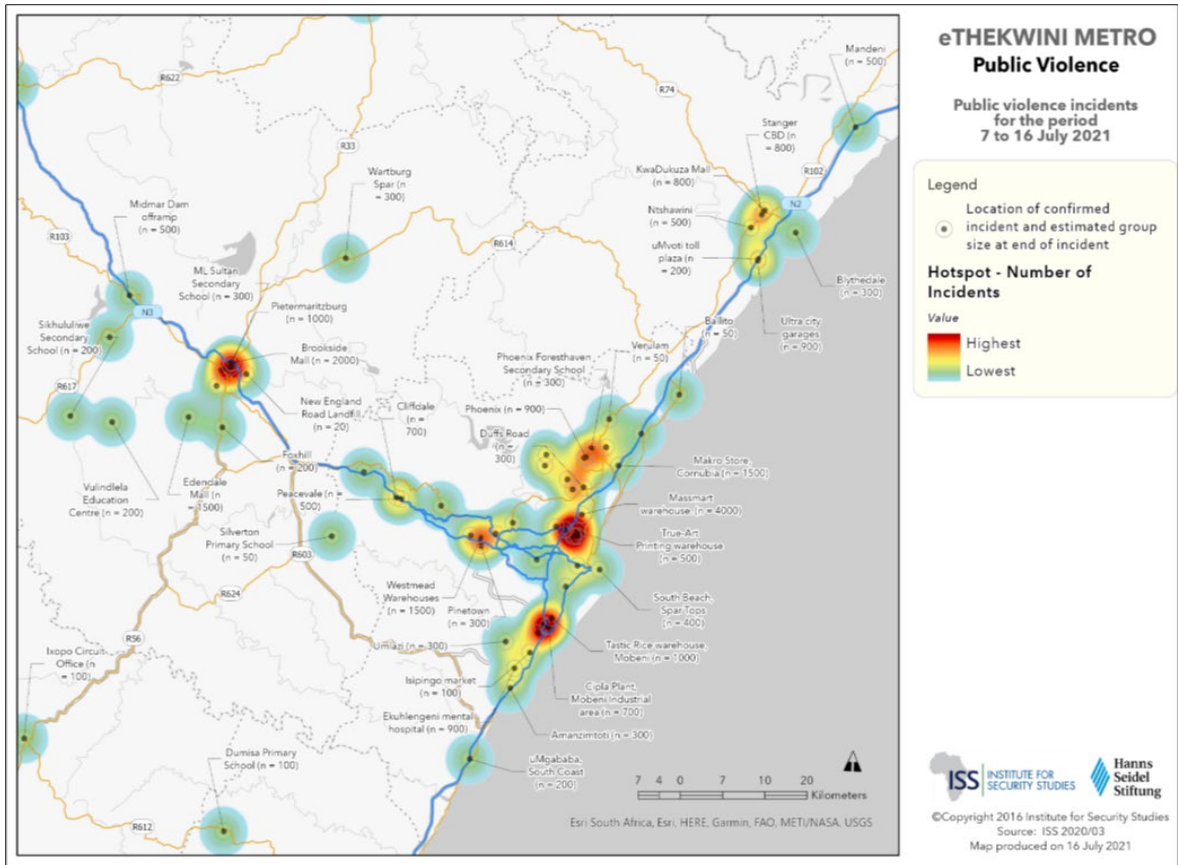 eTHEKWINI METRO
Public Violence
Public violence incidents
for the period
7 to 16 July 2021
Legend
Location of confirmed
incident and estimated group
size at end of incident
Hotspot - Number of
Incidents
Value
Highest
Lowest
Mandeni
(n = 500)
R622
R74
Stanger
CBD (n
= 800)
R33
KwaDukuza Mall
(n = 800)
R102
Wartburg
Spar (n
= 300)
N2
Midmar Dam
offramp
(n = 500)
Ntshawini
(n = 500)
R103
R614
uMvoti toll
plaza (n =
200)
ML Sultan
Secondary
School (n = 300)
Blythedale
(n = 300)
Pietermaritzburg
(n = 1000)
N3
Ballito
(n = 50)
Ultra city
garages
(n = 900)
Sikhululiwe
Secondary
School (n = 200)
Brookside
Mall (n = 2000)
Verulam
(n = 50)
Phoenix Foresthaven
Secondary School
(n = 300)
R617
New England
Road Landfill
(n = 20)
Cliffdale
(n =
700)
Phoenix (n = 900)
Duffs Road
(n =
300)
Foxhill
(n = 200)
Makro Store,
Cornubia (n = 1500)
Vulindlela
Education
Centre (n = 200)
Edendale
Mall (n
= 1500)
Peacevale (n =
500)
Massmart
warehouse (n = 4000)
Silverton
Primary School
(n = 50)
True-Art
Printing warehouse
(n = 500)
R603
R624
Westmead
Warehouses
(n = 1500)
Pinetown
(n = 300)
South Beach,
Spar Tops
(n = 400)
R56
Umlazi (n = 300)
Tastic Rice warehouse,
Mobeni (n = 1000)
Ixopo Circuit
Office (n
= 100)
Isipingo market
(n = 100)
Cipla Plant,
Mobeni Industrial
area (n = 700)
Ekuhlengeni mental
hospital (n = 900)
Amanzimtoti (n = 300)
Dumisa Primary
School (n = 100)
uMgababa,
South Coast
(n = 200)
R612
7 4 0 7 10 20
Kilometers
Esri South Africa, Esri, HERE, Garmin, FAO, METI/NASA, USGS
ISS INSTITUTE FOR
SECURITY STUDIES
Hanns
Seidel
Stiftung
©Copyright 2016 Institute for Security Studies
Source: ISS 2020/03
Map produced on 16 July 2021